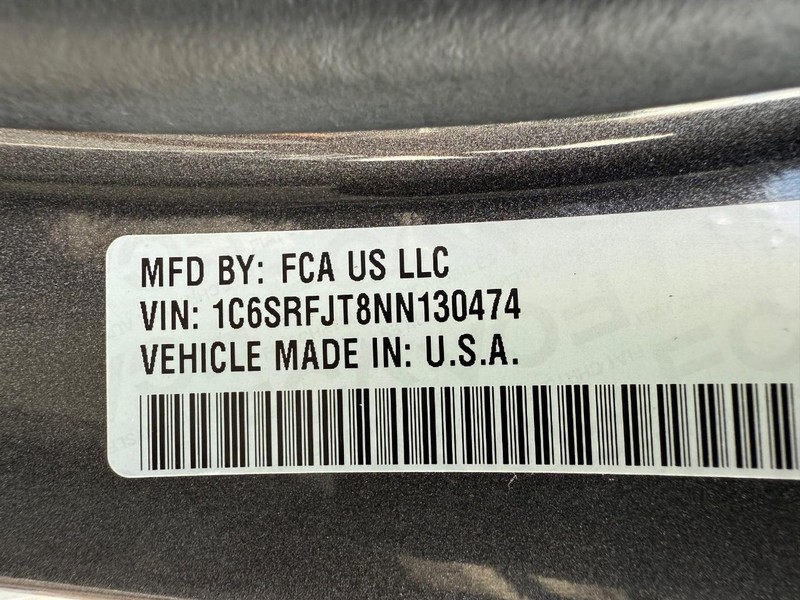 MFD BY: FCA US LLC
VIN: 1C6SRFJT8NN130474
VEHICLE MADE IN: U.S.A.